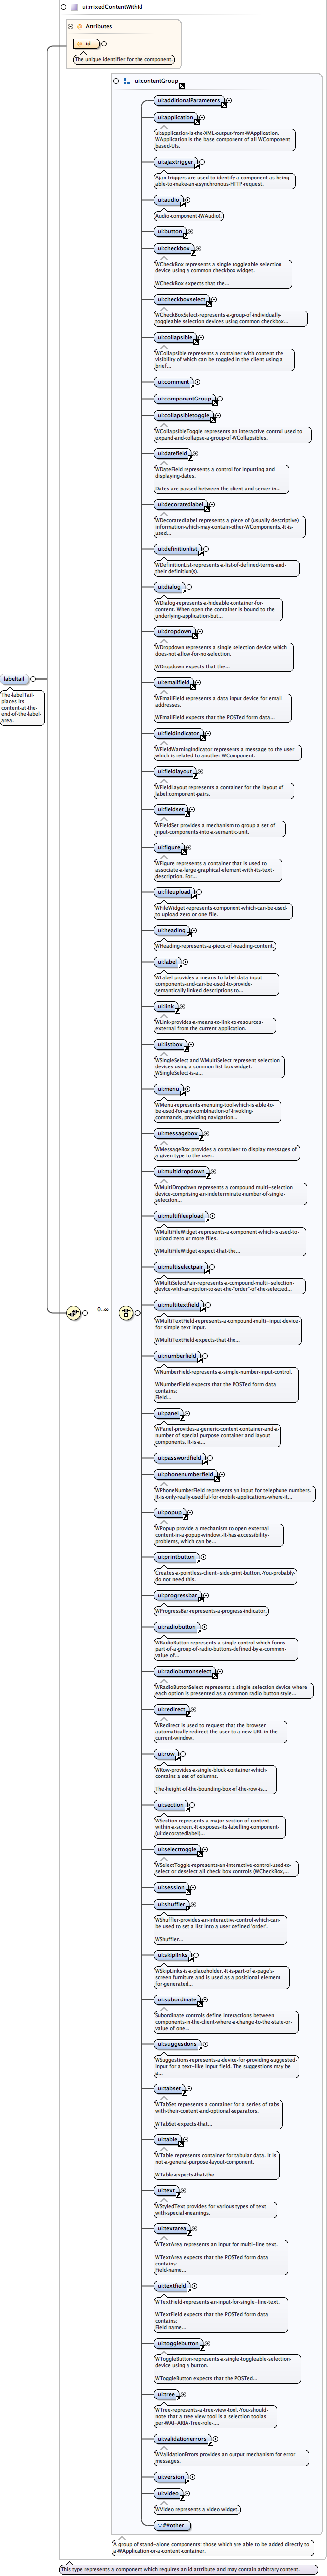 ui:mixedContentWithId
Attributes
id
The unique identifier for the component.
labeltail
The labelTail
places its
content at the
end of the label
area.
0..∞
ui:contentGroup
ui:additionalParameters
ui:application
ui:application is the XML output from WApplication.
WApplication is the base component of all WComponent
based UIs.
ui:ajaxtrigger
Ajax triggers are used to identify a component as being
able to make an asynchronous HTTP request.
ui:audio
Audio component (WAudio).
ui:button
ui:checkbox
WCheckBox represents a single toggleable selection
device using a common checkbox widget.
WCheckBox expects that the...
ui:checkboxselect
WCheckBoxSelect represents a group of individually
toggleable selection devices using common checkbox...
ui:collapsible
WCollapsible represents a container with content the
visibility of which can be toggled in the client using a
brief...
ui:comment
ui:componentGroup
ui:collapsibletoggle
WCollapsibleToggle represents an interactive control used to
expand and collapse a group of WCollapsibles.
ui:datefield
WDateField represents a control for inputting and
displaying dates.
Dates are passed between the client and server in...
ui:decoratedlabel
WDecoratedLabel represents a piece of (usually descriptive)
information which may contain other WComponents. It is
used...
ui:definitionlist
WDefinitionList represents a list of defined terms and
their definition(s).
ui:dialog
WDialog represents a hideable container for
content. When open the container is bound to the
underlying application but...
ui:dropdown
WDropdown represents a single selection device which
does not allow for no selection.
WDropdown expects that the...
ui:emailfield
WEmailField represents a data input device for email
addresses.
WEmailField expects that the POSTed form data...
ui:fieldindicator
WFieldWarningIndicator represents a message to the user
which is related to another WComponent.
ui:fieldlayout
WFieldLayout represents a container for the layout of
label:component pairs.
ui:fieldset
WFieldSet provides a mechanism to group a set of
input components into a semantic unit.
ui:figure
WFigure represents a container that is used to
associate a large graphical element with its text
description. For...
ui:fileupload
WFileWidget represents component which can be used
to upload zero or one file.
ui:heading
WHeading represents a piece of heading content.
ui:label
WLabel provides a means to label data input
components and can be used to provide
semantically linked descriptions to...
ui:link
WLink provides a means to link to resources
external from the current application.
ui:listbox
WSingleSelect and WMultiSelect represent selection
devices using a common list box widget.
WSingleSelect is a...
ui:menu
WMenu represents menuing tool which is able to
be used for any combination of invoking
commands, providing navigation...
ui:messagebox
WMessageBox provides a container to display messages of
a given type to the user.
ui:multidropdown
WMultiDropdown represents a compound multi-selection
device comprising an indeterminate number of single
selection...
ui:multifileupload
WMultiFileWidget represents a component which is used to
upload zero or more files.
WMultiFileWidget expect that the...
ui:multiselectpair
WMultiSelectPair represents a compound multi-selection
device with an option to set the "order" of the selected...
ui:multitextfield
WMultiTextField represents a compound multi-input device
for simple text input.
WMultiTextField expects that the...
ui:numberfield
WNumberField represents a simple number input control.
WNumberField expects that the POSTed form data
contains:
Field...
ui:panel
WPanel provides a generic content container and a
number of special purpose container and layout
components. It is a...
ui:passwordfield
ui:phonenumberfield
WPhoneNumberField represents an input for telephone numbers.
It is only really usedful for mobile applications where it...
ui:popup
WPopup provide a mechanism to open external
content in a popup window. It has accessibility
problems, which can be...
ui:printbutton
Creates a pointless client-side print button. You probably
do not need this.
ui:progressbar
WProgressBar represents a progress indicator.
ui:radiobutton
WRadioButton represents a single control which forms
part of a group of radio buttons defined by a common
value of...
ui:radiobuttonselect
WRadioButtonSelect represents a single selection device where
each option is presented as a common radio button style...
ui:redirect
WRedirect is used to request that the browser
automatically redirect the user to a new URL in the
current window.
ui:row
WRow provides a single block container which
contains a set of columns.
The height of the bounding box of the row is...
ui:section
WSection represents a major section of content
within a screen. It exposes its labelling component
(ui:decoratedlabel)...
ui:selecttoggle
WSelectToggle represents an interactive control used to
select or deselect all check box controls (WCheckBox,...
ui:session
ui:shuffler
WShuffler provides an interactive control which can
be used to set a list into a user defined 'order'.
WShuffler...
ui:skiplinks
WSkipLinks is a placeholder. It is part of a page's
screen furniture and is used as a positional element
for generated...
ui:subordinate
Subordinate controls define interactions between
components in the client where a change to the state or
value of one...
ui:suggestions
WSuggestions represents a device for providing suggested
input for a text-like input field. The suggestions may be
a...
ui:tabset
WTabSet represents a container for a series of tabs
with their content and optional separators.
WTabSet expects that...
ui:table
WTable represents container for tabular data. It is
not a general purpose layout component.
WTable expects that the...
ui:text
WStyledText provides for various types of text
with special meanings.
ui:textarea
WTextArea represents an input for multi-line text.
WTextArea expects that the POSTed form data
contains:
Field name...
ui:textfield
WTextField represents an input for single-line text.
WTextField expects that the POSTed form data
contains:
Field name...
ui:togglebutton
WToggleButton represents a single toggleable selection
device using a button.
WToggleButton expects that the POSTed...
ui:tree
WTree represents a tree view tool. You should
note that a tree view tool is a selection tool as
per WAI-ARIA Tree role -...
ui:validationerrors
WValidationErrors provides an output mechanism for error
messages.
ui:version
ui:video
WVideo represents a video widget.
##other
A group of stand-alone components: those which are able to be added directly to
a WApplication or a content container.
This type represents a component which requires an id attribute and may contain arbitrary content.